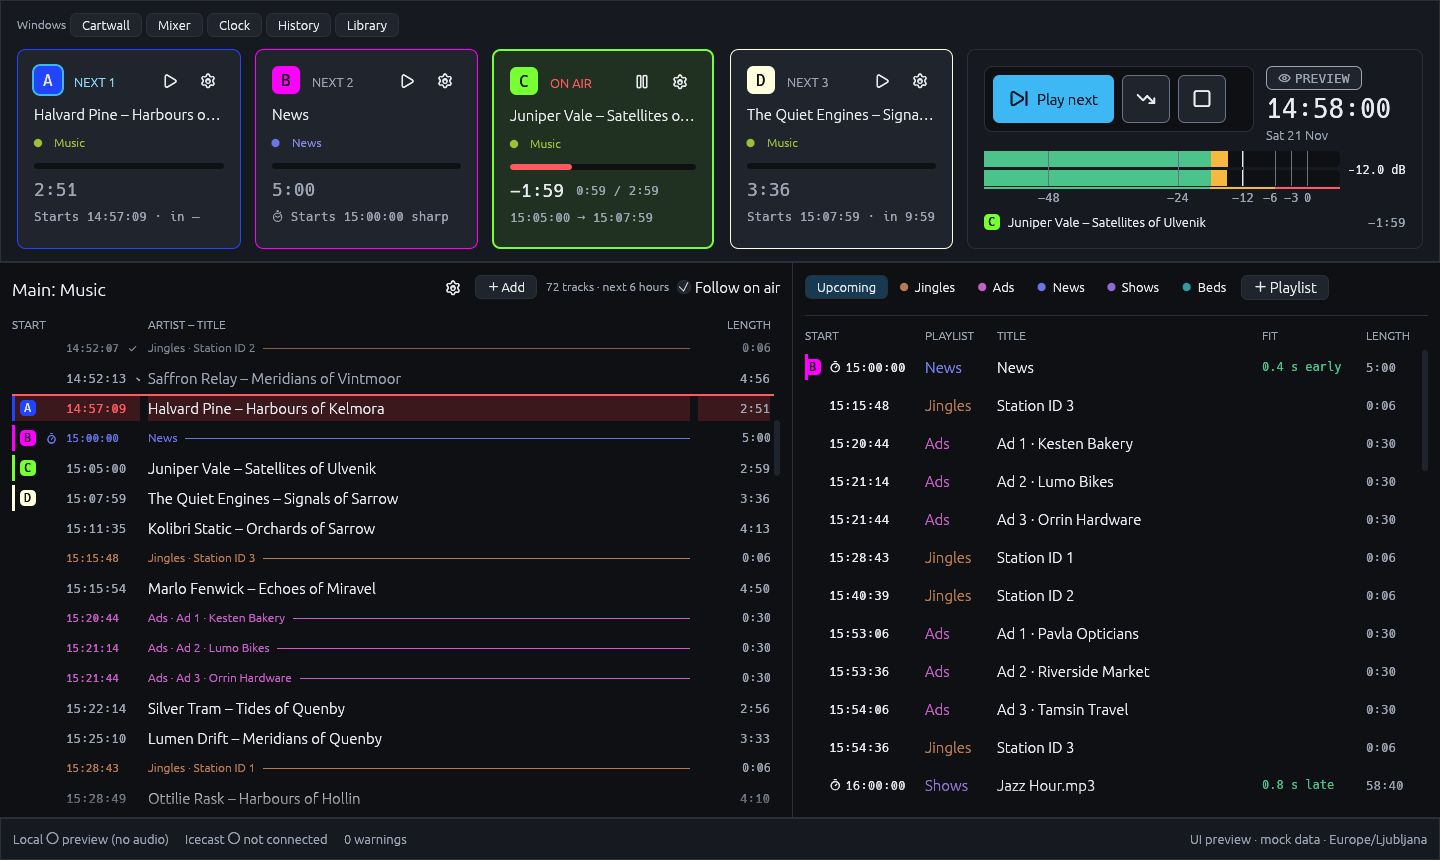 Windows Cartwall Mixer Clock History Library
A NEXT 1
Halvard Pine – Harbours o...
Music
2:51
Starts 14:57:09 · in —
B NEXT 2
News
News
5:00
Starts 15:00:00 sharp
C ON AIR
Juniper Vale – Satellites o...
Music
−1:59 0:59 / 2:59
15:05:00 → 15:07:59
D NEXT 3
The Quiet Engines – Signa...
Music
3:36
Starts 15:07:59 · in 9:59
Play next
PREVIEW
14:58:00
Sat 21 Nov
-12.0 dB
−48 −24 −12 −6 −3 0
C Juniper Vale – Satellites of Ulvenik −1:59
Main: Music + Add 72 tracks · next 6 hours Follow on air
START ARTIST – TITLE LENGTH
14:52:07 Jingles · Station ID 2 0:06
14:52:13 Saffron Relay – Meridians of Vintmoor 4:56
A 14:57:09 Halvard Pine – Harbours of Kelmora 2:51
B 15:00:00 News 5:00
C 15:05:00 Juniper Vale – Satellites of Ulvenik 2:59
D 15:07:59 The Quiet Engines – Signals of Sarrow 3:36
15:11:35 Kolibri Static – Orchards of Sarrow 4:13
15:15:48 Jingles · Station ID 3 0:06
15:15:54 Marlo Fenwick – Echoes of Miravel 4:50
15:20:44 Ads · Ad 1 · Kesten Bakery 0:30
15:21:14 Ads · Ad 2 · Lumo Bikes 0:30
15:21:44 Ads · Ad 3 · Orrin Hardware 0:30
15:22:14 Silver Tram – Tides of Quenby 2:56
15:25:10 Lumen Drift – Meridians of Quenby 3:33
15:28:43 Jingles · Station ID 1 0:06
15:28:49 Ottilie Rask – Harbours of Hollin 4:10
Upcoming Jingles Ads News Shows Beds + Playlist
START PLAYLIST TITLE FIT LENGTH
B 15:00:00 News News 0.4 s early 5:00
15:15:48 Jingles Station ID 3 0:06
15:20:44 Ads Ad 1 · Kesten Bakery 0:30
15:21:14 Ads Ad 2 · Lumo Bikes 0:30
15:21:44 Ads Ad 3 · Orrin Hardware 0:30
15:28:43 Jingles Station ID 1 0:06
15:40:39 Jingles Station ID 2 0:06
15:53:06 Ads Ad 1 · Pavla Opticians 0:30
15:53:36 Ads Ad 2 · Riverside Market 0:30
15:54:06 Ads Ad 3 · Tamsin Travel 0:30
15:54:36 Jingles Station ID 3 0:06
16:00:00 Shows Jazz Hour.mp3 0.8 s late 58:40
Local preview (no audio) Icecast not connected 0 warnings
UI preview · mock data · Europe/Ljubljana